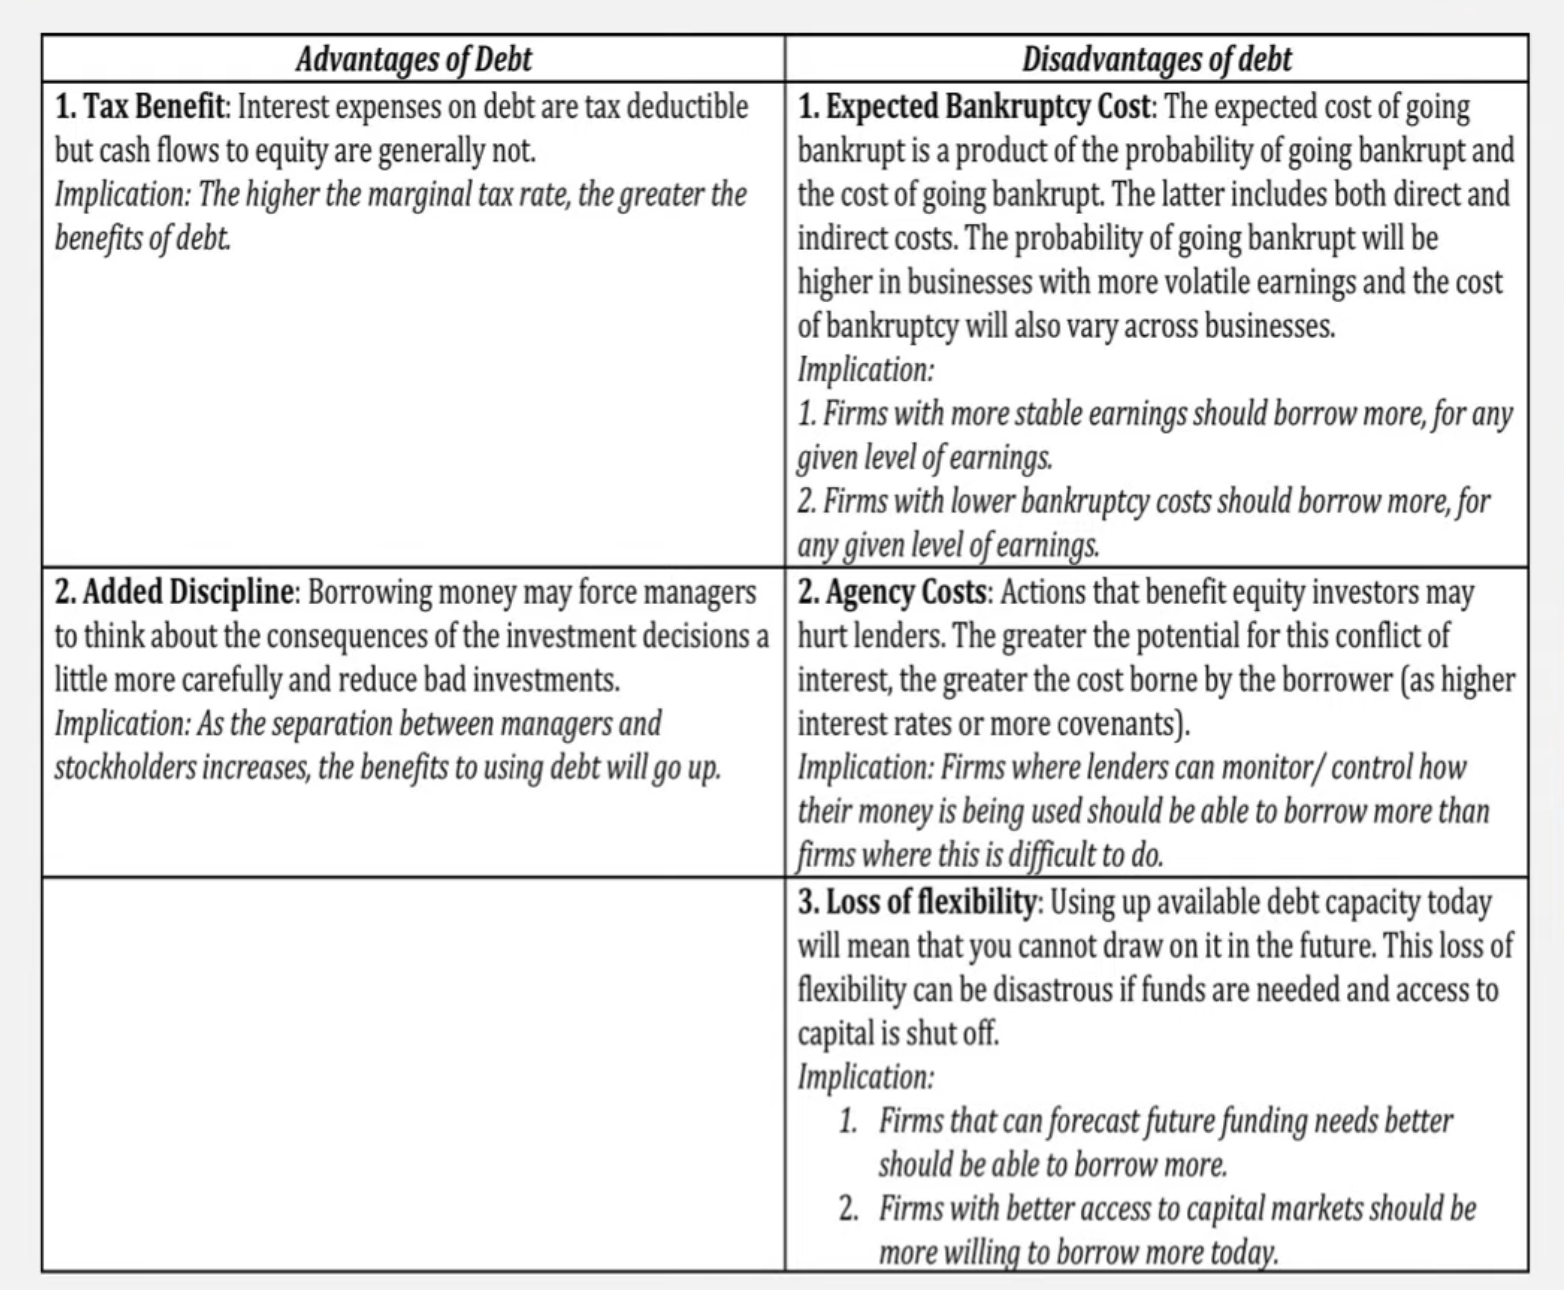 Advantages of Debt
Disadvantages of debt
1. Tax Benefit: Interest expenses on debt are tax deductible
but cash flows to equity are generally not.
Implication: The higher the marginal tax rate, the greater the
benefits of debt.
1. Expected Bankruptcy Cost: The expected cost of going
bankrupt is a product of the probability of going bankrupt and
the cost of going bankrupt. The latter includes both direct and
indirect costs. The probability of going bankrupt will be
higher in businesses with more volatile earnings and the cost
of bankruptcy will also vary across businesses.
Implication:
1. Firms with more stable earnings should borrow more, for any
given level of earnings.
2. Firms with lower bankruptcy costs should borrow more, for
any given level of earnings.
2. Added Discipline: Borrowing money may force managers
to think about the consequences of the investment decisions a
little more carefully and reduce bad investments.
Implication: As the separation between managers and
stockholders increases, the benefits to using debt will go up.
2. Agency Costs: Actions that benefit equity investors may
hurt lenders. The greater the potential for this conflict of
interest, the greater the cost borne by the borrower (as higher
interest rates or more covenants).
Implication: Firms where lenders can monitor/ control how
their money is being used should be able to borrow more than
firms where this is difficult to do.
3. Loss of flexibility: Using up available debt capacity today
will mean that you cannot draw on it in the future. This loss of
flexibility can be disastrous if funds are needed and access to
capital is shut off.
Implication:
1. Firms that can forecast future funding needs better
should be able to borrow more.
2. Firms with better access to capital markets should be
more willing to borrow more today.